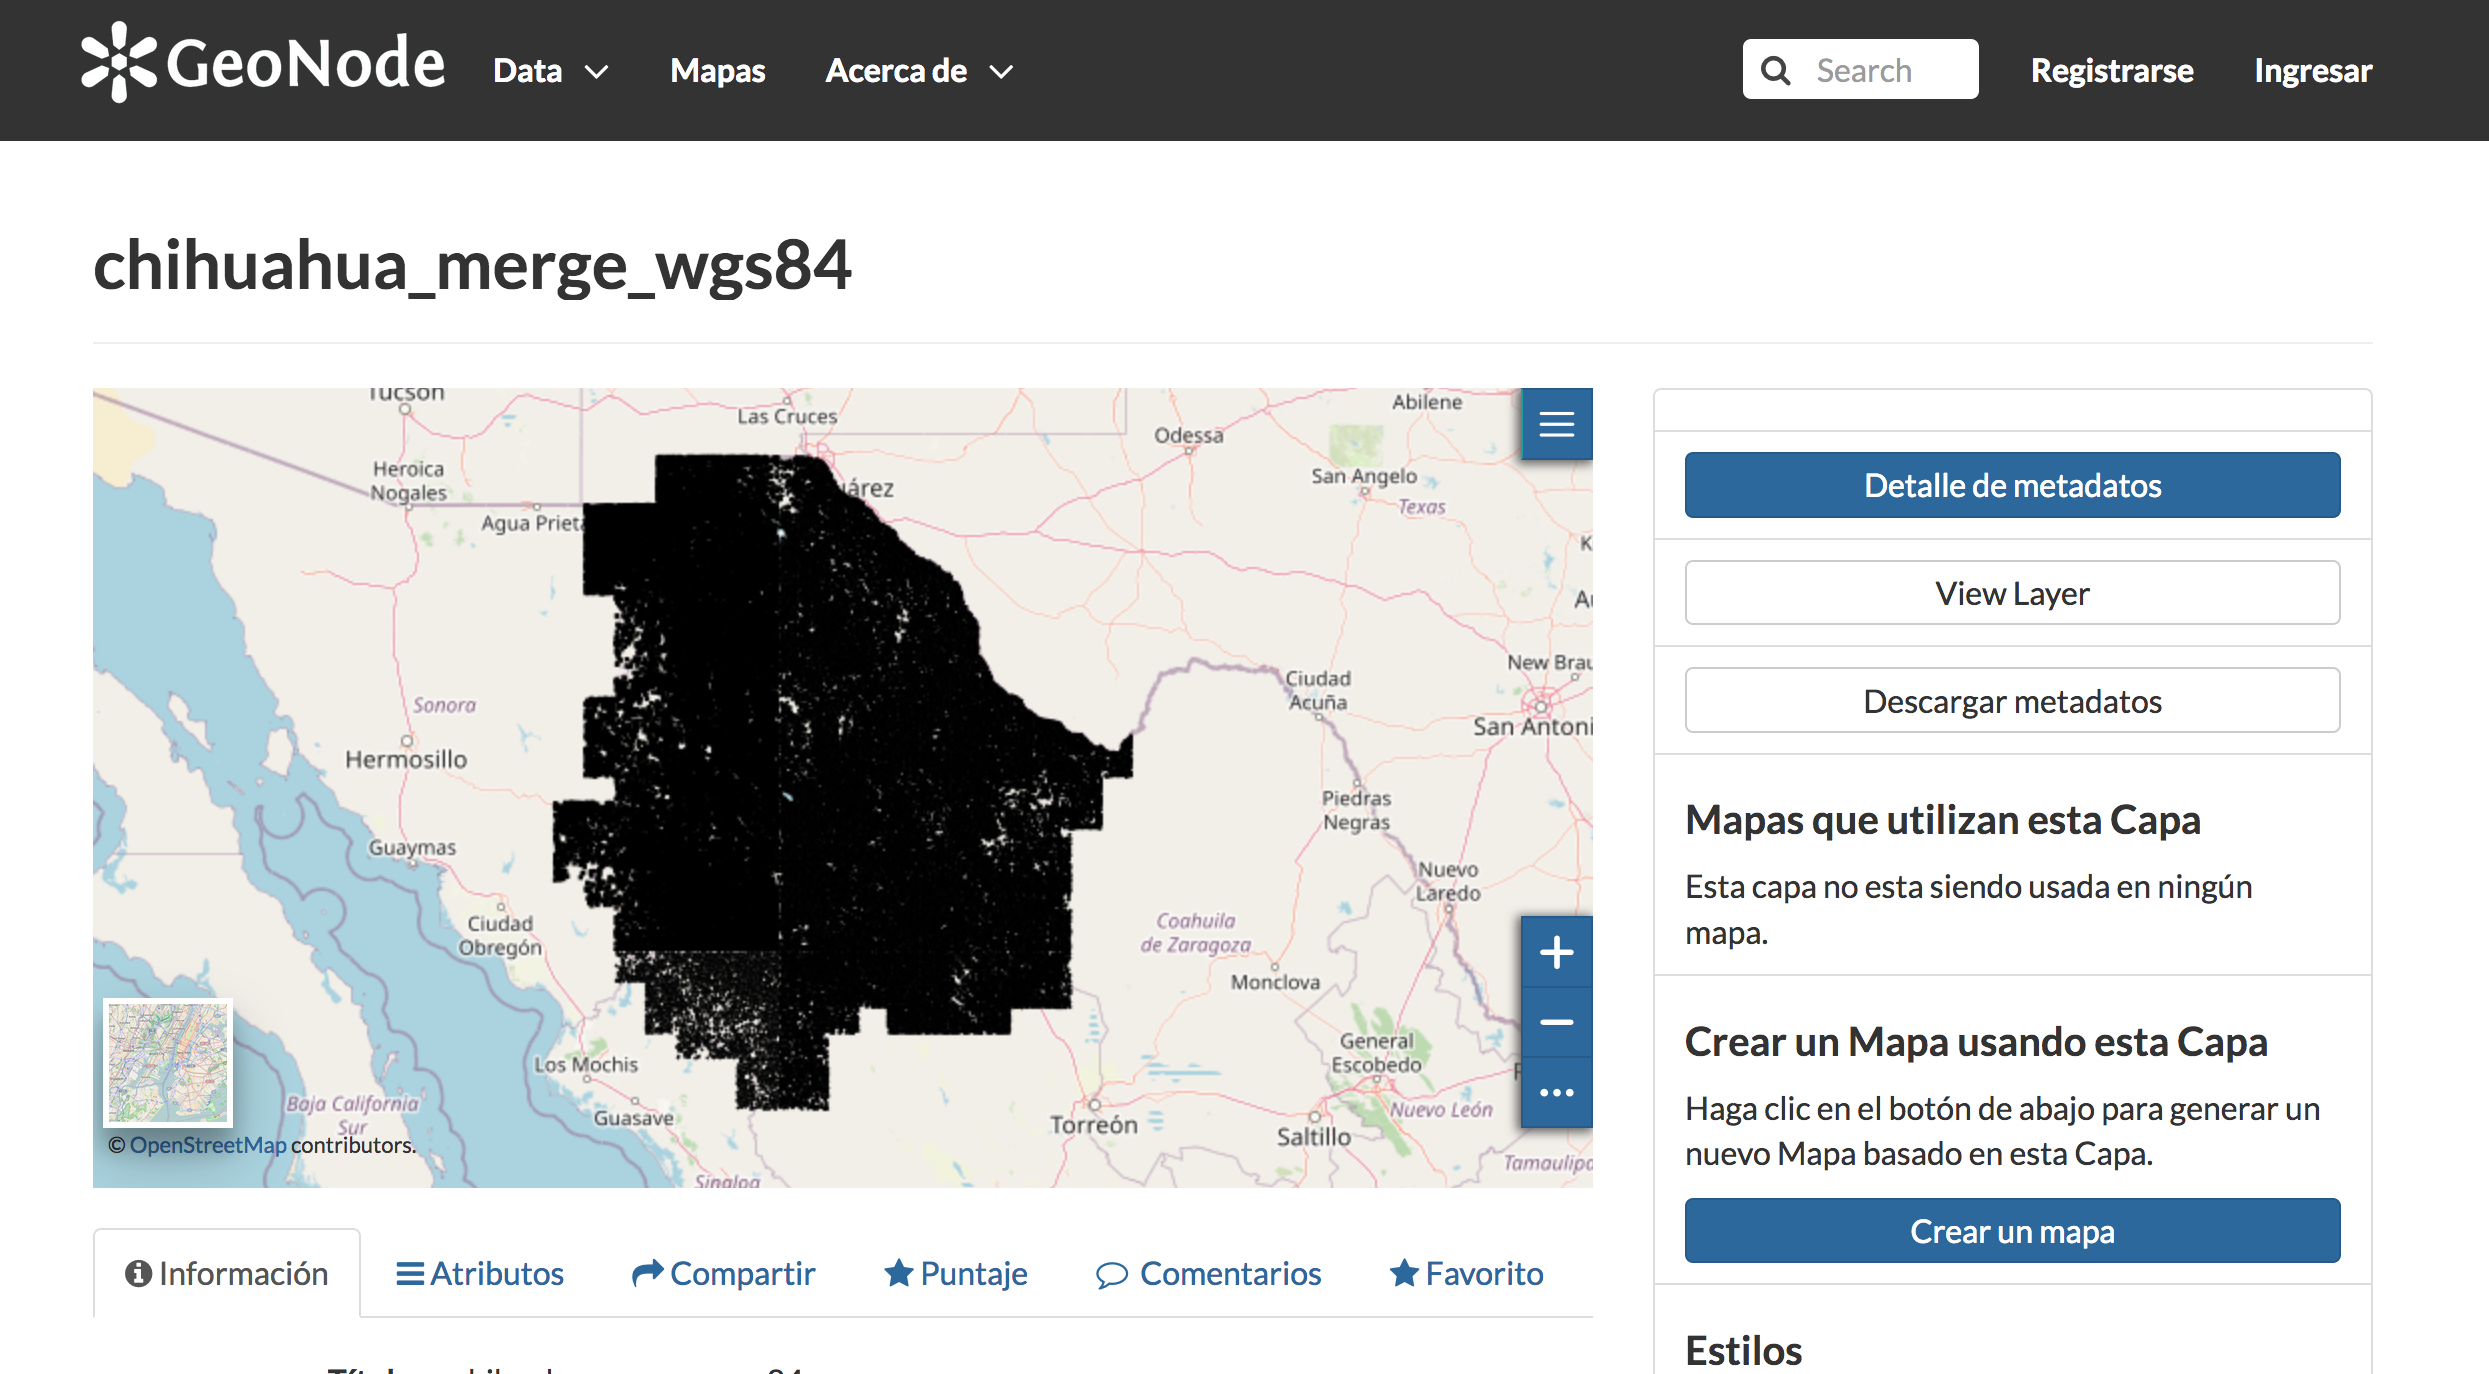 GeoNode
Data
Mapas
Acerca de
Search
Registrarse
Ingresar
chihuahua_merge_wgs84
Tucson
Las Cruces
Abilene
Odessa
Heroica
Nogales
San Angelo
Texas
Agua Priet
árez
Ciudad
Acuña
New Brau
San Antoni
Sonora
Hermosillo
Piedras
Negras
Guaymas
Nuevo
Laredo
Ciudad
Obregón
Coahuila
de Zaragoza
Monclova
General
Escobedo
Los Mochis
Baja California
Sur
Guasave
Torreón
Nuevo León
Saltillo
Tamaulipa
Sinaloa
© OpenStreetMap contributors.
Detalle de metadatos
View Layer
Descargar metadatos
Mapas que utilizan esta Capa
Esta capa no esta siendo usada en ningún
mapa.
Crear un Mapa usando esta Capa
Haga clic en el botón de abajo para generar un
nuevo Mapa basado en esta Capa.
Crear un mapa
Estilos
Información
Atributos
Compartir
Puntaje
Comentarios
Favorito